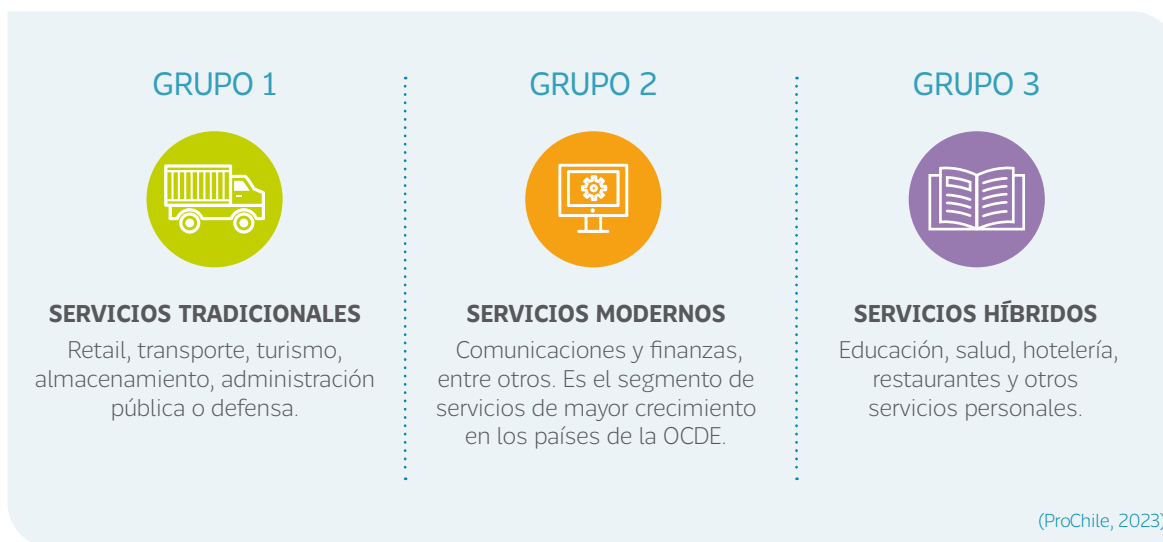 GRUPO 1
SERVICIOS TRADICIONALES
Retail, transporte, turismo,
almacenamiento, administración
pública o defensa.
GRUPO 2
SERVICIOS MODERNOS
Comunicaciones y finanzas,
entre otros. Es el segmento de
servicios de mayor crecimiento
en los países de la OCDE.
GRUPO 3
SERVICIOS HÍBRIDOS
Educación, salud, hotelería,
restaurantes y otros
servicios personales.
(ProChile, 2023)